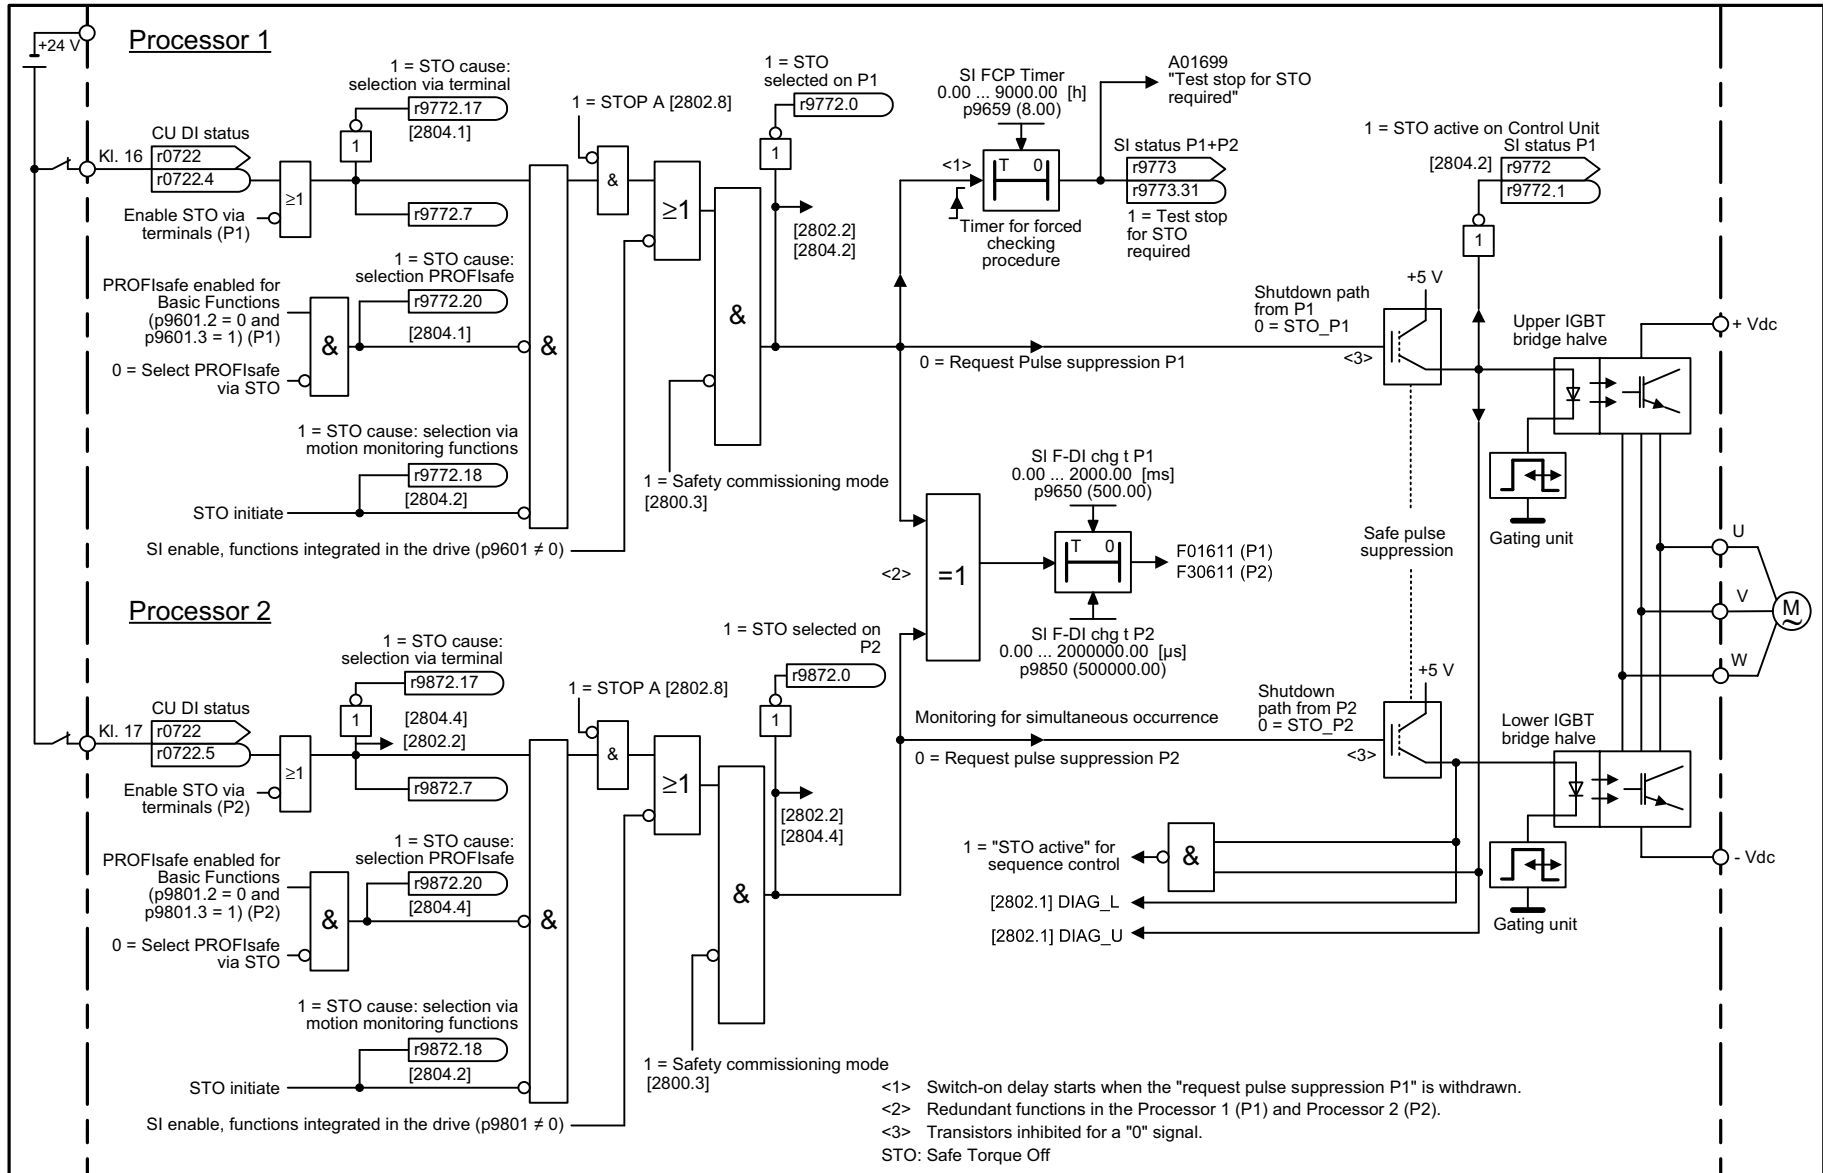 +24 V
Processor 1
1 = STO cause:
selection via terminal
r9772.17
[2804.1]
1
CU DI status
Kl. 16
r0722
r0722.4
≥1
Enable STO via
terminals (P1)
r9772.7
1 = STO cause:
selection PROFIsafe
r9772.20
[2804.1]
PROFIsafe enabled for
Basic Functions
(p9601.2 = 0 and
p9601.3 = 1) (P1)
&
0 = Select PROFIsafe
via STO
1 = STO cause: selection via
motion monitoring functions
r9772.18
[2804.2]
STO initiate
SI enable, functions integrated in the drive (p9601 ≠ 0)
&
1 = STOP A [2802.8]
&
≥1
1 = STO
selected on P1
r9772.0
1
[2802.2]
[2804.2]
&
1 = Safety commissioning mode
[2800.3]
SI FCP Timer
0.00 ... 9000.00 [h]
p9659 (8.00)
<1>
T 0
Timer for forced
checking
procedure
A01699
"Test stop for STO
required"
SI status P1+P2
r9773
r9773.31
1 = Test stop
for STO
required
0 = Request Pulse suppression P1
1 = STO active on Control Unit
SI status P1
[2804.2]
r9772
r9772.1
1
+5 V
Shutdown path
from P1
0 = STO_P1
<3>
Upper IGBT
bridge halve
+ Vdc
Gating unit
Safe pulse
suppression
U
V
W
M
~
SI F-DI chg t P1
0.00 ... 2000.00 [ms]
p9650 (500.00)
<2>
=1
T 0
F01611 (P1)
F30611 (P2)
SI F-DI chg t P2
0.00 ... 2000000.00 [µs]
p9850 (500000.00)
Processor 2
1 = STO cause:
selection via terminal
r9872.17
1
[2804.4]
[2802.2]
CU DI status
Kl. 17
r0722
r0722.5
≥1
Enable STO via
terminals (P2)
r9872.7
1 = STO cause:
selection PROFIsafe
r9872.20
[2804.4]
PROFIsafe enabled for
Basic Functions
(p9801.2 = 0 and
p9801.3 = 1) (P2)
&
0 = Select PROFIsafe
via STO
1 = STO cause: selection via
motion monitoring functions
r9872.18
[2804.2]
STO initiate
SI enable, functions integrated in the drive (p9801 ≠ 0)
&
1 = STOP A [2802.8]
&
≥1
1 = STO selected on
P2
r9872.0
1
[2802.2]
[2804.4]
&
1 = Safety commissioning mode
[2800.3]
Monitoring for simultaneous occurrence
0 = Request pulse suppression P2
+5 V
Shutdown
path from P2
0 = STO_P2
<3>
Lower IGBT
bridge halve
- Vdc
Gating unit
1 = "STO active" for
sequence control
&
[2802.1] DIAG_L
[2802.1] DIAG_U
<1> Switch-on delay starts when the "request pulse suppression P1" is withdrawn.
<2> Redundant functions in the Processor 1 (P1) and Processor 2 (P2).
<3> Transistors inhibited for a "0" signal.
STO: Safe Torque Off